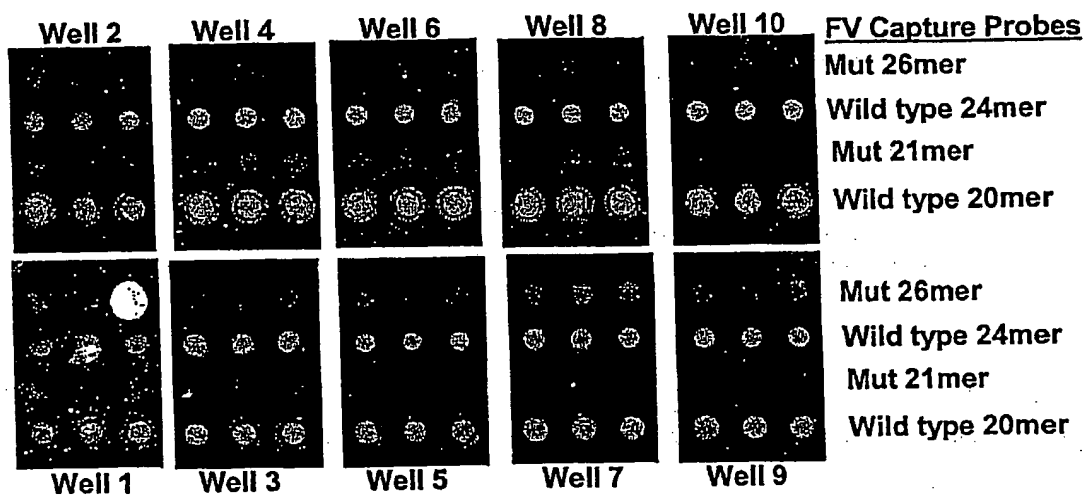 Well 2 Well 4 Well 6 Well 8 Well 10 FV Capture Probes
Mut 26mer
Wild type 24mer
Mut 21mer
Wild type 20mer
Mut 26mer
Wild type 24mer
Mut 21mer
Wild type 20mer
Well 1 Well 3 Well 5 Well 7 Well 9